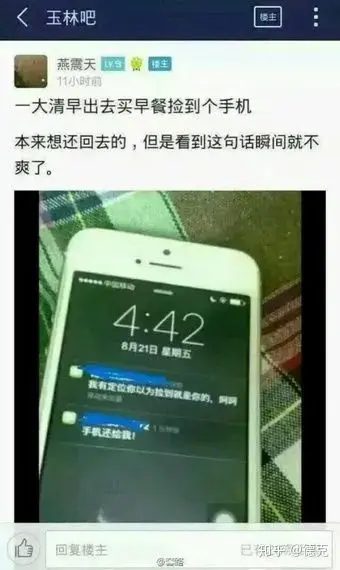 玉林吧
楼主
燕震天
楼主
11小时前
一大清早出去买早餐捡到个手机
本来想还回去的，但是看到这句话瞬间就不
爽了。
中国移动
4:42
8月21日 星期五
我有定位你以为捡到就是你的，呵呵
手机还给我！
回复楼主
知乎 @德克